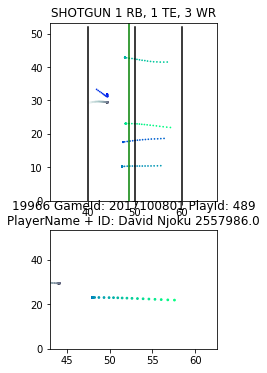 SHOTGUN 1 RB, 1 TE, 3 WR
50
40
30
20
10
0
40 50 60
19966 GameId: 2017100801 PlayId: 489
PlayerName + ID: David Njoku 2557986.0
40
20
0
45 50 55 60